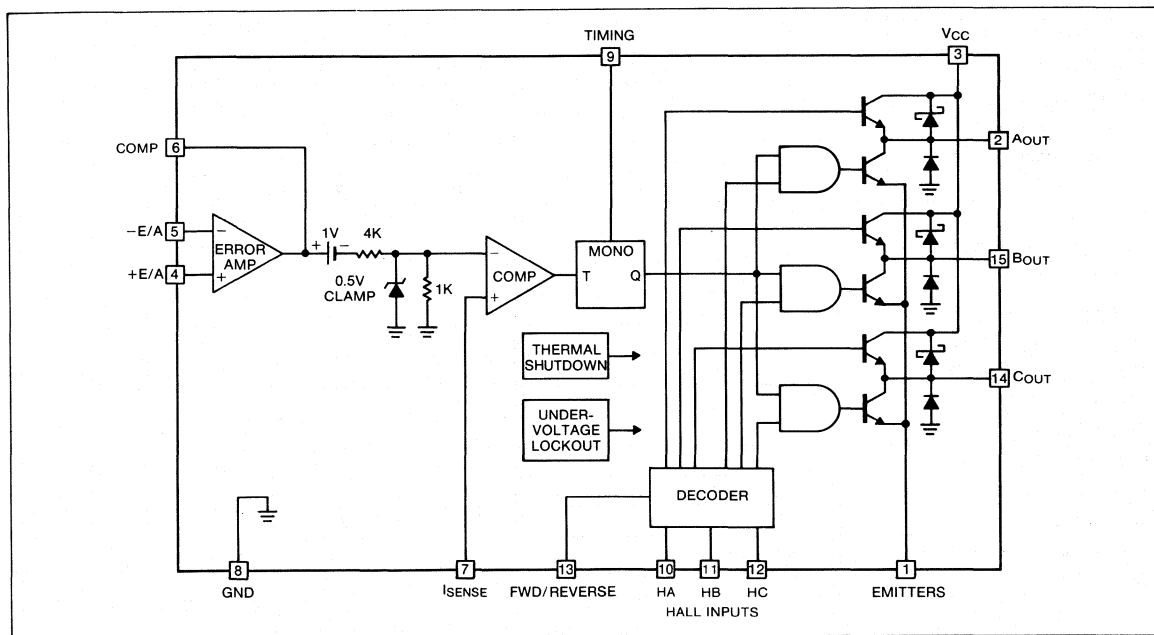 TIMING
9
VCC
3
COMP
6
2
AOUT
-E/A
5
-
ERROR
AMP
+E/A
4
+
+
1V
-
4K
0.5V
CLAMP
1K
-
COMP
+
MONO
T
Q
15
BOUT
THERMAL
SHUTDOWN
14
COUT
UNDER-
VOLTAGE
LOCKOUT
DECODER
8
GND
7
ISENSE
13
FWD/REVERSE
10
HA
11
HB
12
HC
HALL INPUTS
1
EMITTERS